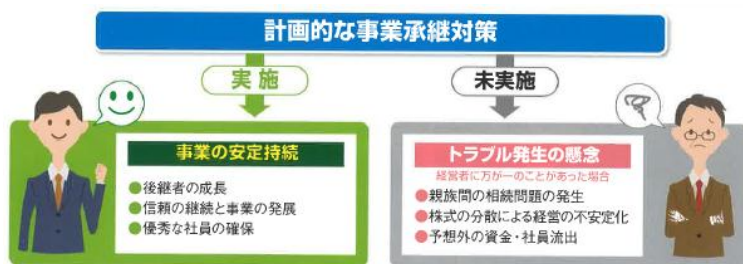 計画的な事業承継対策
実施
未実施
事業の安定持続
●後継者の成長
●信頼の継続と事業の発展
●優秀な社員の確保
トラブル発生の懸念
経営者に万が一のことがあった場合
●親族間の相続問題の発生
●株式の分散による経営の不安定化
●予想外の資金・社員流出